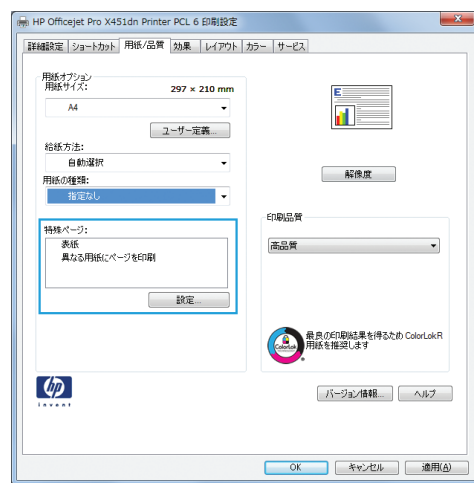 HP Officejet Pro X451dn Printer PCL 6 印刷設定
詳細設定 ショートカット 用紙/品質 効果 レイアウト カラー サービス
用紙オプション
用紙サイズ: 297 × 210 mm
A4
ユーザー定義...
給紙方法:
自動選択
用紙の種類:
指定なし
特殊ページ:
表紙
異なる用紙にページを印刷
設定...
E
解像度
印刷品質
高品質
ColorLok
最良の印刷結果を得るため ColorLokR
用紙を推奨します
hp
invent
バージョン情報... ヘルプ
OK キャンセル 適用(A)